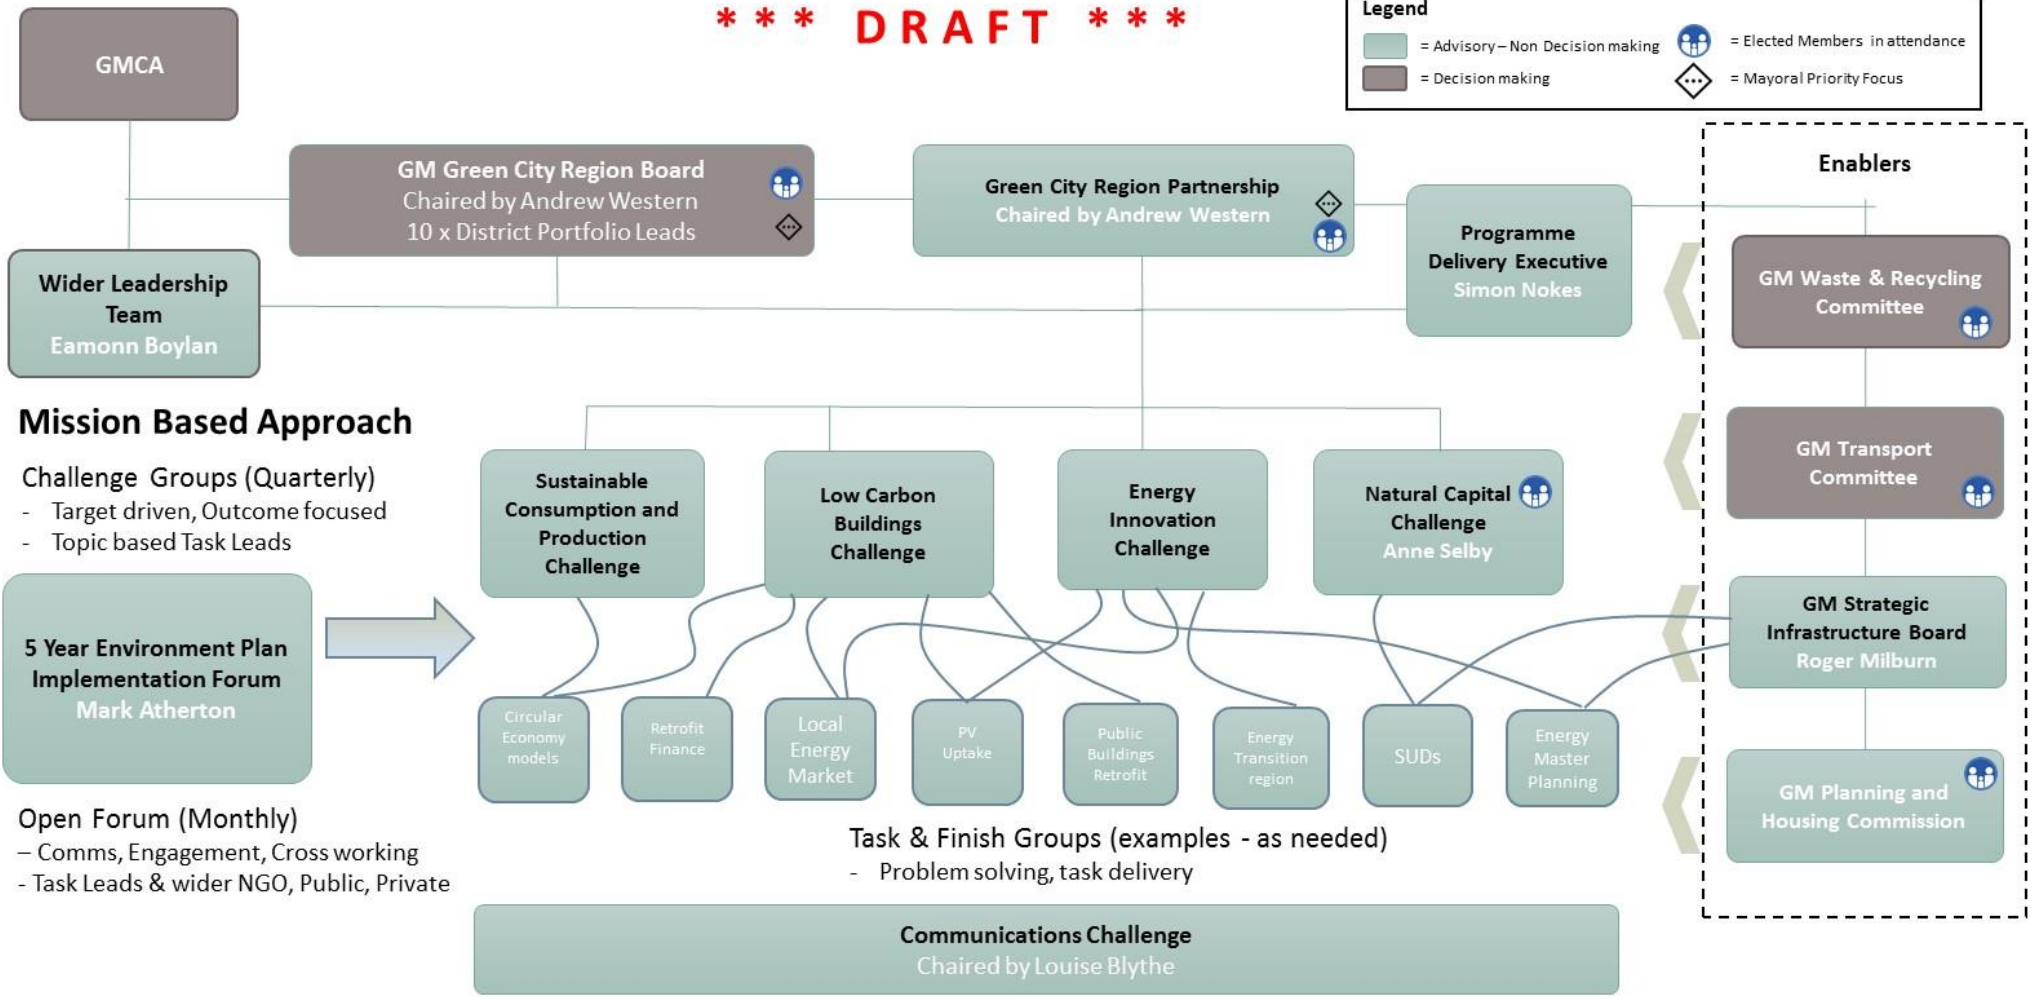 * * * D R A F T * * *
Legend
= Advisory – Non Decision making
= Elected Members in attendance
= Decision making
= Mayoral Priority Focus
GMCA
GM Green City Region Board
Chaired by Andrew Western
10 x District Portfolio Leads
Green City Region Partnership
Chaired by Andrew Western
Programme
Delivery Executive
Simon Nokes
Wider Leadership
Team
Eamonn Boylan
Enablers
GM Waste & Recycling
Committee
GM Transport
Committee
GM Strategic
Infrastructure Board
Roger Milburn
GM Planning and
Housing Commission
Mission Based Approach
Challenge Groups (Quarterly)
- Target driven, Outcome focused
- Topic based Task Leads
5 Year Environment Plan
Implementation Forum
Mark Atherton
Open Forum (Monthly)
– Comms, Engagement, Cross working
- Task Leads & wider NGO, Public, Private
Sustainable
Consumption and
Production
Challenge
Low Carbon
Buildings
Challenge
Energy
Innovation
Challenge
Natural Capital
Challenge
Anne Selby
Circular
Economy
models
Retrofit
Finance
Local
Energy
Market
PV
Uptake
Public
Buildings
Retrofit
Energy
Transition
region
SUDs
Energy
Master
Planning
Task & Finish Groups (examples - as needed)
- Problem solving, task delivery
Communications Challenge
Chaired by Louise Blythe